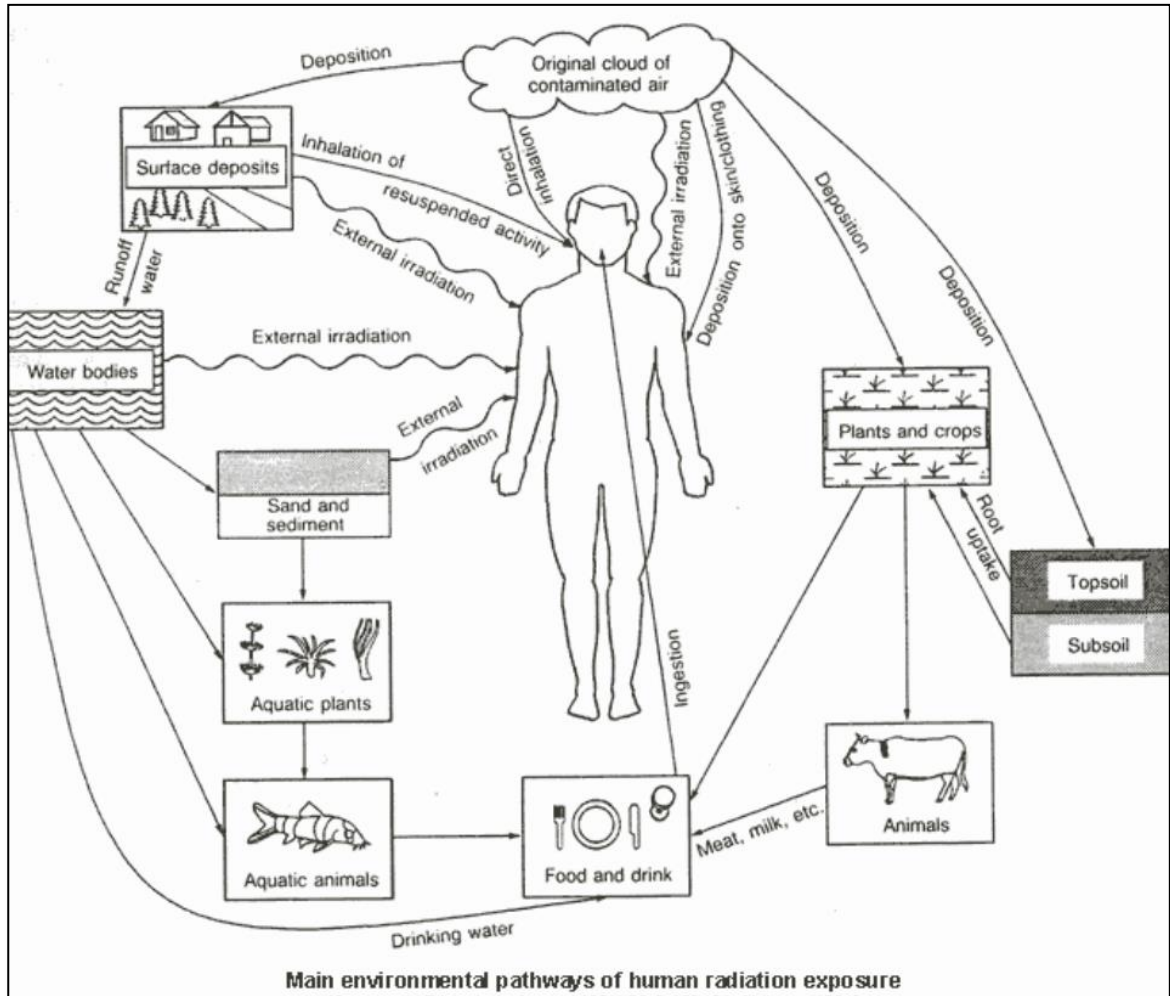 Deposition
Original cloud of
contaminated air
Surface deposits
Inhalation of
resuspended activity
Direct
inhalation
External irradiation
Deposition onto skin/clothing
Deposition
Deposition
External irradiation
Runoff
water
External irradiation
Water bodies
External
irradiation
Plants and crops
Sand and
sediment
Root
uptake
Topsoil
Subsoil
Aquatic plants
Ingestion
Aquatic animals
Food and drink
Meat, milk, etc.
Animals
Drinking water
Main environmental pathways of human radiation exposure